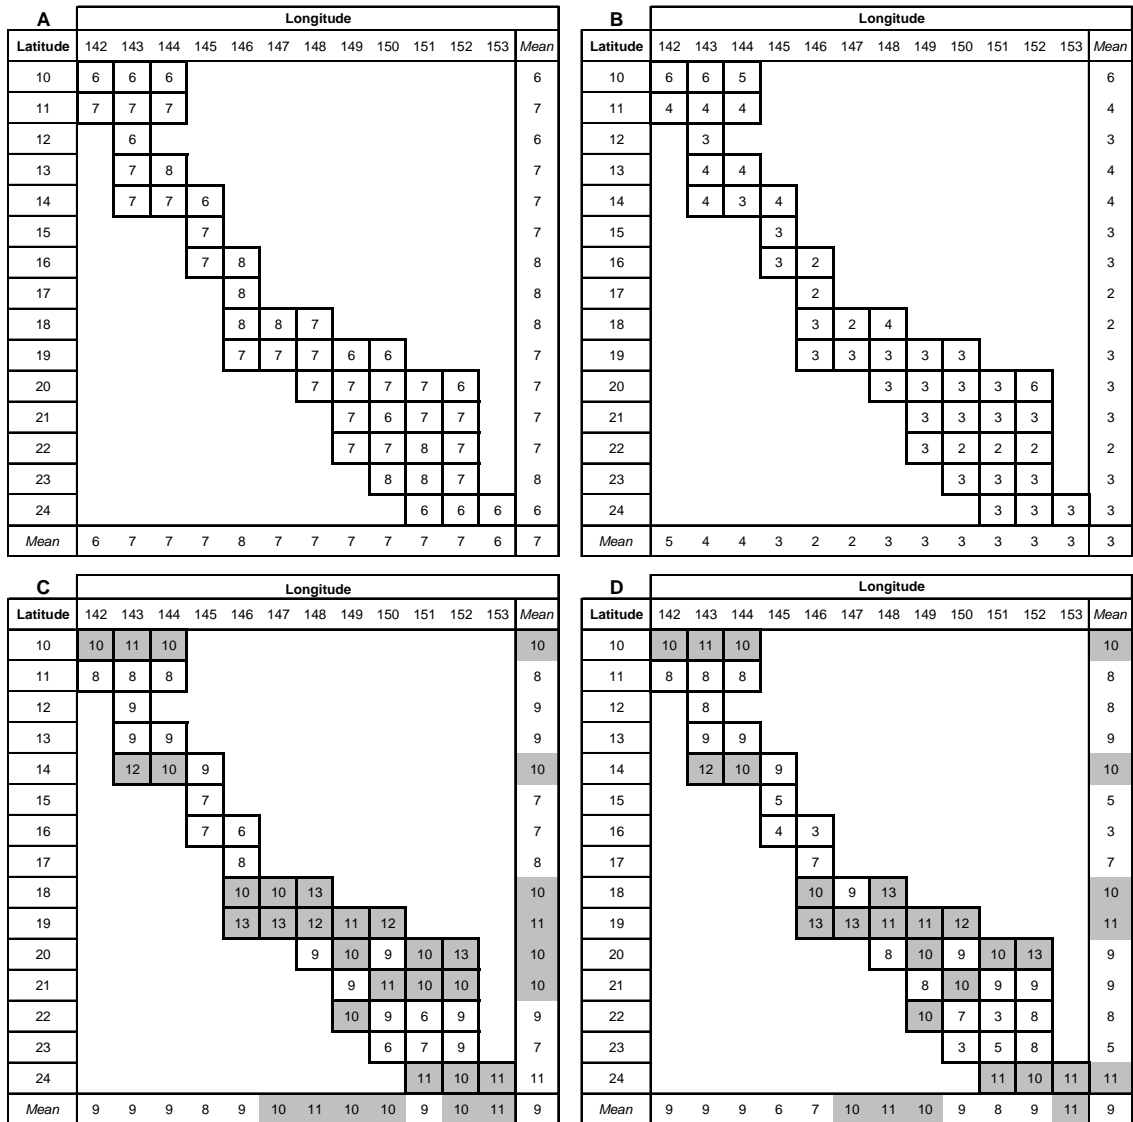 A Longitude
Latitude 142 143 144 145 146 147 148 149 150 151 152 153 Mean
10 6 6 6 6
11 7 7 7 7
12 6 6
13 7 8 7
14 7 7 6 7
15 7 7
16 7 8 8
17 8 8
18 8 8 7 8
19 7 7 7 6 6 7
20 7 7 7 7 6 7
21 7 6 7 7 7
22 7 7 8 7 7
23 8 8 7 8
24 6 6 6 6
Mean 6 7 7 7 8 7 7 7 7 7 7 6 7
B Longitude
Latitude 142 143 144 145 146 147 148 149 150 151 152 153 Mean
10 6 6 5 6
11 4 4 4 4
12 3 3
13 4 4 4
14 4 3 4 4
15 3 3
16 3 2 3
17 2 2
18 3 2 4 2
19 3 3 3 3 3 3
20 3 3 3 3 6 3
21 3 3 3 3 3
22 3 2 2 2 2
23 3 3 3 3
24 3 3 3 3
Mean 5 4 4 3 2 2 3 3 3 3 3 3 3
C Longitude
Latitude 142 143 144 145 146 147 148 149 150 151 152 153 Mean
10 10 11 10 10
11 8 8 8 8
12 9 9
13 9 9 9
14 12 10 9 10
15 7 7
16 7 6 7
17 8 8
18 10 10 13 10
19 13 13 12 11 12 11
20 9 10 9 10 13 10
21 9 11 10 10 10
22 10 9 6 9 9
23 6 7 9 7
24 11 10 11 11
Mean 9 9 9 8 9 10 11 10 10 9 10 11 9
D Longitude
Latitude 142 143 144 145 146 147 148 149 150 151 152 153 Mean
10 10 11 10 10
11 8 8 8 8
12 8 8
13 9 9 9
14 12 10 9 10
15 5 5
16 4 3 3
17 7 7
18 10 9 13 10
19 13 13 11 11 12 11
20 8 10 9 10 13 9
21 8 10 9 9 9
22 10 7 3 8 8
23 3 5 8 5
24 11 10 11 11
Mean 9 9 9 6 7 10 11 10 9 8 9 11 9